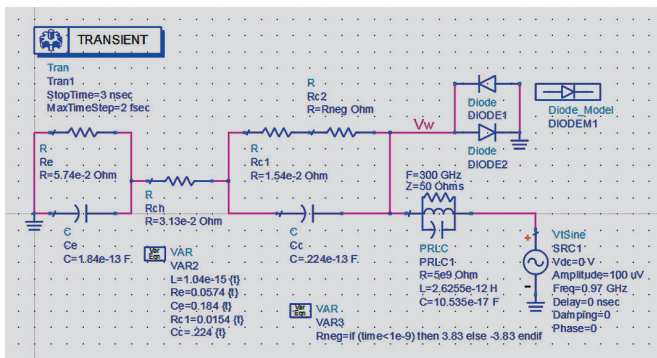 TRANSIENT
Tran
Tran1
StopTime=3 nsec
MaxTimeStep=2 fsec
R
Rc2
R=Rneg Ohm
Diode
DIODE1
Diode_Model
DIODEM1
Vw
Diode
DIODE2
R
Re
R=5.74e-2 Ohm
R
Rc1
R=1.54e-2 Ohm
F=300 GHz
Z=50 Ohms
R
Rch
R=3.13e-2 Ohm
C
Ce
C=1.84e-13 F
C
Cc
C=.224e-13 F
PRLC
PRLC1
R=5e9 Ohm
L=2.6255e-12 H
C=10.535e-17 F
+
-
VtSine
SRC1
Vdc=0 V
Amplitude=100 uV
Freq=0.97 GHz
Delay=0 nsec
Damping=0
Phase=0
Var
Eqn
VAR
VAR2
L=1.04e-15 {t}
Re=0.0574 {t}
Ce=0.184 {t}
Rc1=0.0154 {t}
Cc=.224 {t}
Var
Eqn
VAR
VAR3
Rneg=if (time<1e-9) then 3.83 else -3.83 endif